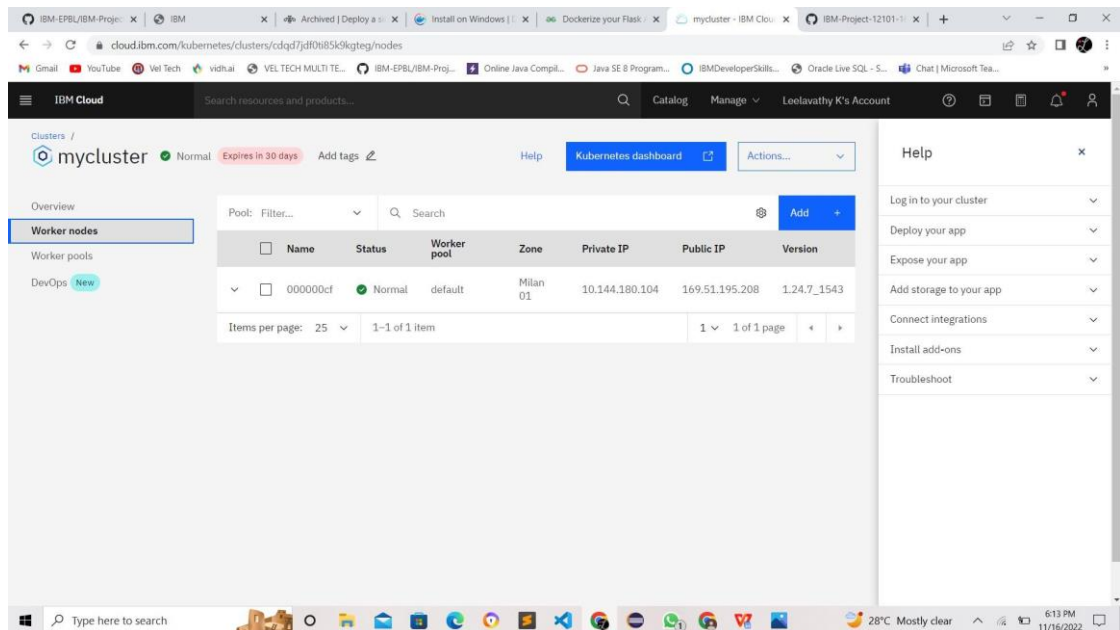 IBM-EPBL/IBM-Projec
IBM
Archived | Deploy a s
Install on Windows |
Dockerize your Flask
mycluster - IBM Clou
IBM-Project-12101-1
cloud.ibm.com/kubernetes/clusters/cdqd7jdf0ti85k9kgteg/nodes
Gmail
YouTube
Vel Tech
vidh.ai
VEL TECH MULTI TE...
IBM-EPBL/IBM-Proj...
Online Java Compil...
Java SE 8 Program...
IBMDeveloperSkills...
Oracle Live SQL - S...
Chat | Microsoft Tea...
IBM Cloud
Search resources and products...
Catalog
Manage
Leelavathy K's Account
Clusters /
mycluster
Normal
Expires in 30 days
Add tags
Help
Kubernetes dashboard
Actions...
Overview
Worker nodes
Worker pools
DevOps New
Pool: Filter...
Search
Add +
Name Status Worker pool Zone Private IP Public IP Version
000000cf Normal default Milan 01 10.144.180.104 169.51.195.208 1.24.7_1543
Items per page: 25 1–1 of 1 item 1 1 of 1 page
Help
Log in to your cluster
Deploy your app
Expose your app
Add storage to your app
Connect integrations
Install add-ons
Troubleshoot
Type here to search
28°C Mostly clear
6:13 PM
11/16/2022